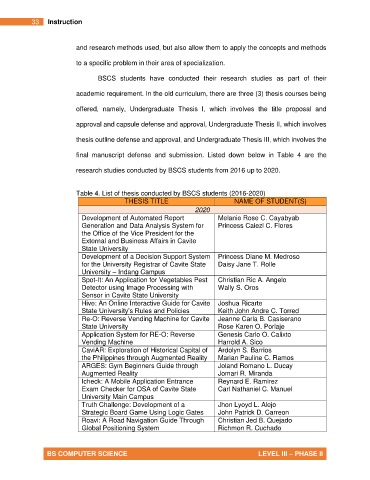 33 Instruction
and research methods used, but also allow them to apply the concepts and methods
to a specific problem in their area of specialization.
BSCS students have conducted their research studies as part of their
academic requirement. In the old curriculum, there are three (3) thesis courses being
offered, namely, Undergraduate Thesis I, which involves the title proposal and
approval and capsule defense and approval, Undergraduate Thesis II, which involves
thesis outline defense and approval, and Undergraduate Thesis III, which involves the
final manuscript defense and submission. Listed down below in Table 4 are the
research studies conducted by BSCS students from 2016 up to 2020.
Table 4. List of thesis conducted by BSCS students (2016-2020)
THESIS TITLE NAME OF STUDENT(S)
2020
Development of Automated Report Melanie Rose C. Cayabyab
Generation and Data Analysis System for Princess Caiezl C. Flores
the Office of the Vice President for the
External and Business Affairs in Cavite
State University
Development of a Decision Support System Princess Diane M. Medroso
for the University Registrar of Cavite State Daisy Jane T. Rolle
University – Indang Campus
Spot-It: An Application for Vegetables Pest Christian Ric A. Angelo
Detector using Image Processing with Wally S. Oros
Sensor in Cavite State University
Hive: An Online Interactive Guide for Cavite Joshua Ricarte
State University's Rules and Policies Keith John Andre C. Torred
Re-O: Reverse Vending Machine for Cavite Jeanne Carla B. Casiserano
State University Rose Karen O. Porlaje
Application System for RE-O: Reverse Genesis Carlo O. Calixto
Vending Machine Harrold A. Sico
CaviAR: Exploration of Historical Capital of Ardolyn S. Barrios
the Philippines through Augmented Reality Marian Pauline C. Ramos
ARGES: Gym Beginners Guide through Joland Romano L. Ducay
Augmented Reality Jomari R. Miranda
Icheck: A Mobile Application Entrance Reynard E. Ramirez
Exam Checker for OSA of Cavite State Carl Nathaniel C. Manuel
University Main Campus
Truth Challenge: Development of a Jhon Lyoyd L. Alejo
Strategic Board Game Using Logic Gates John Patrick D. Carreon
Roavi: A Road Navigation Guide Through Christian Jed B. Quejado
Global Positioning System Richmon R. Cuchado
BS COMPUTER SCIENCE LEVEL III – PHASE II